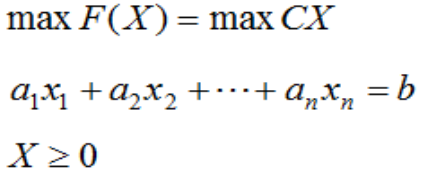 max F(X) = max CX
a₁x₁ + a₂x₂ + ⋯ + aₙxₙ = b
X ≥ 0